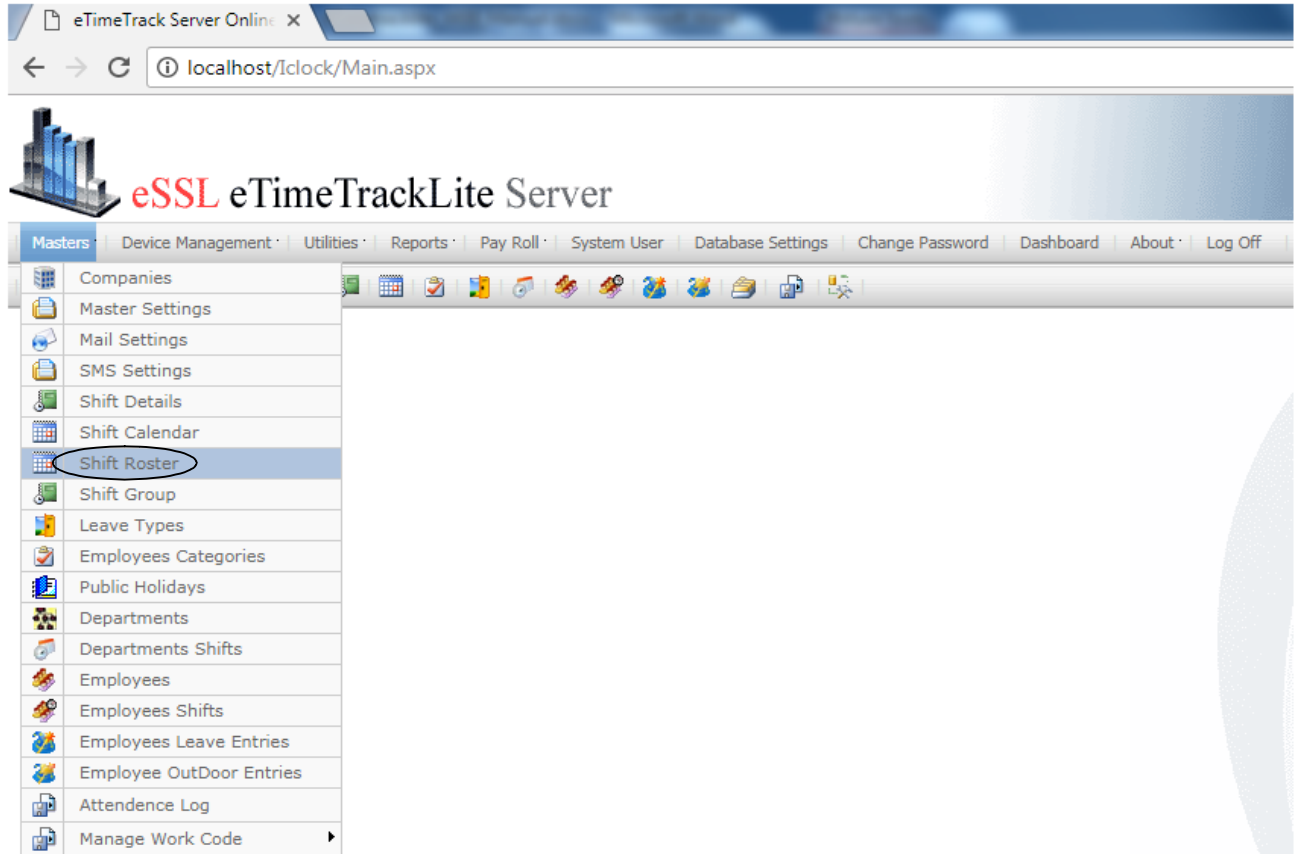 eTimeTrack Server Online
localhost/Iclock/Main.aspx
eSSL eTimeTrackLite Server
Masters Device Management Utilities Reports Pay Roll System User Database Settings Change Password Dashboard About Log Off
Companies
Master Settings
Mail Settings
SMS Settings
Shift Details
Shift Calendar
Shift Roster
Shift Group
Leave Types
Employees Categories
Public Holidays
Departments
Departments Shifts
Employees
Employees Shifts
Employees Leave Entries
Employee OutDoor Entries
Attendence Log
Manage Work Code